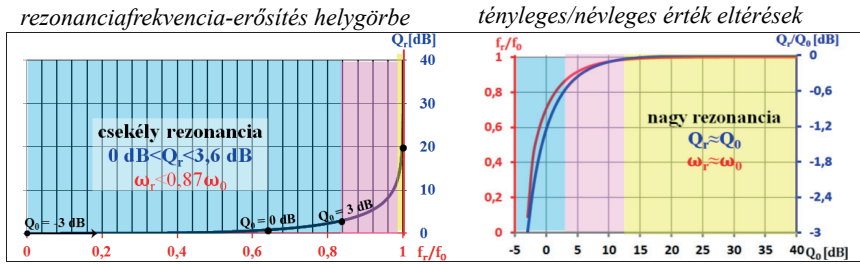 rezonanciafrekvencia-erősítés helygörbe
tényleges/névleges érték eltérések
Qr[dB]
40
30
20
10
0
csekély rezonancia
0 dB<Qr<3,6 dB
ωr<0,87ω0
Q0 = -3 dB
Q0 = 0 dB
Q0 = 3 dB
0 0,2 0,4 0,6 0,8 1
fr/f0
fr/f0
Qr/Q0 [dB]
1
0,8
0,6
0,4
0,2
0
0
-0,6
-1,2
-1,8
-2,4
-3
nagy rezonancia
Qr≈Q0
ωr≈ω0
-5 0 5 10 15 20 25 30 35 40
Q0 [dB]